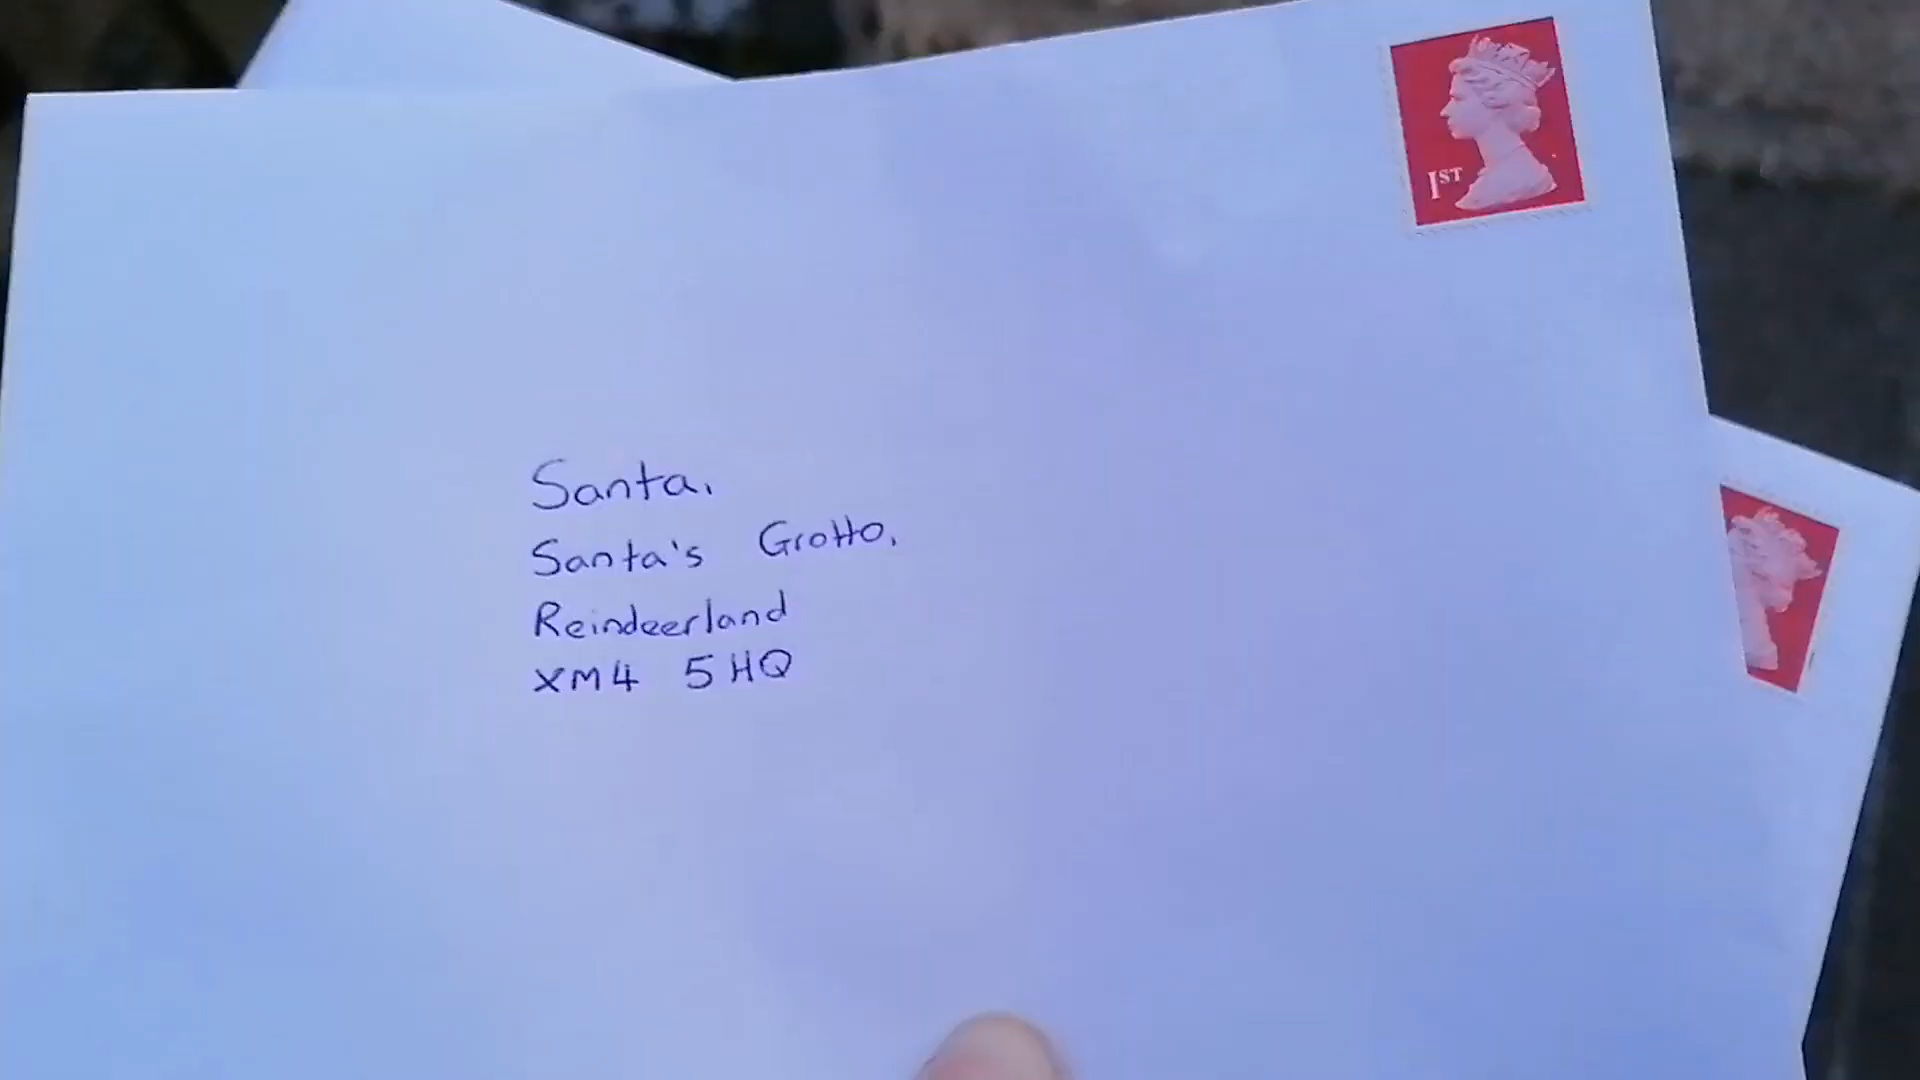 1ST
Santa,
Santa's Grotto,
Reindeerland
XM4 5HQ